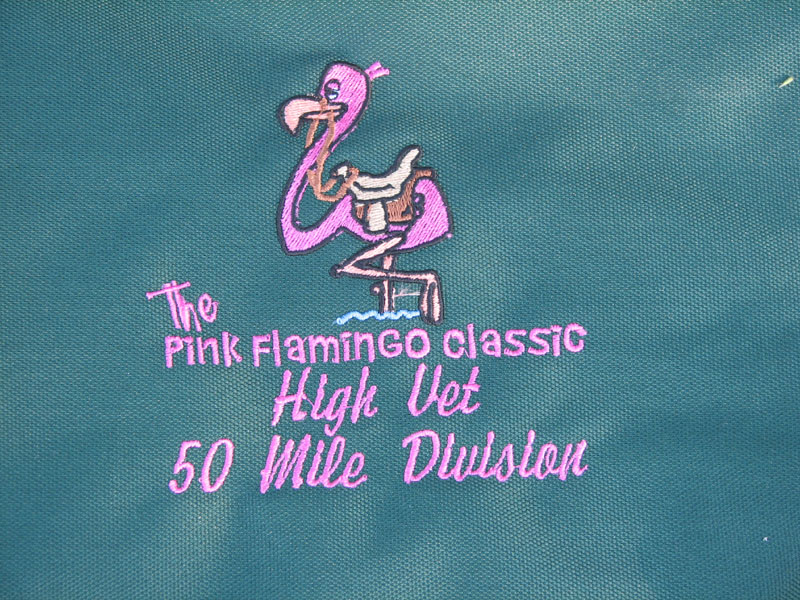 The
Pink Flamingo Classic
High Vet
50 Mile Division